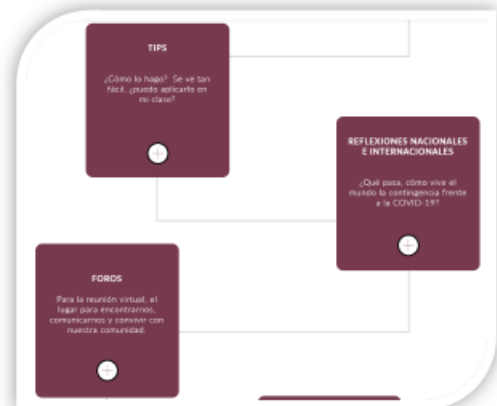 TIPS
¿Cómo lo hago? Se ve tan
fácil, ¿puedo aplicarlo en
mi clase?
REFLEXIONES NACIONALES
E INTERNACIONALES
¿Qué pasa, cómo vive el
mundo la contingencia frente
a la COVID-19?
FOROS
Para la reunión virtual, el
lugar para encontrarnos,
comunicarnos y convivir con
nuestra comunidad.